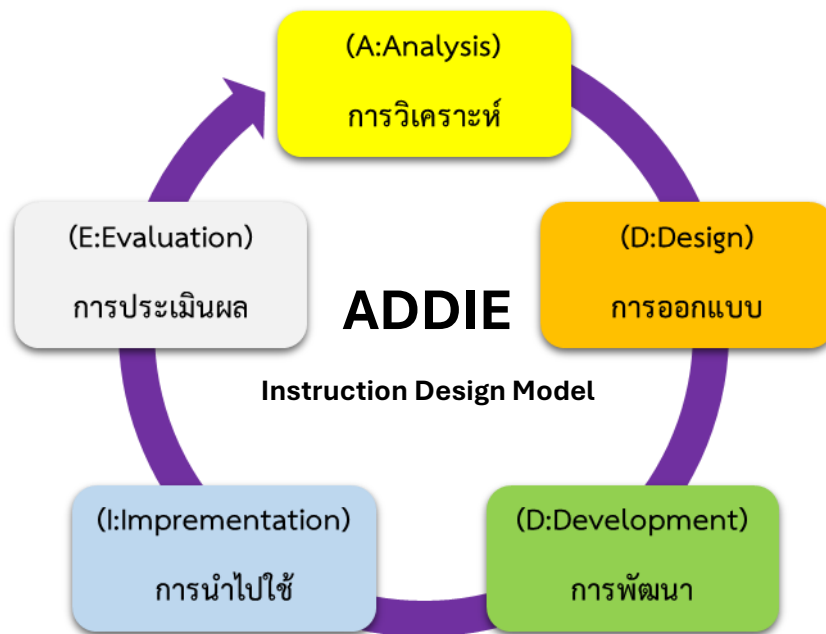 (A:Analysis)
การวิเคราะห์
(D:Design)
การออกแบบ
(D:Development)
การพัฒนา
(I:Imprementation)
การนำไปใช้
(E:Evaluation)
การประเมินผล
ADDIE
Instruction Design Model